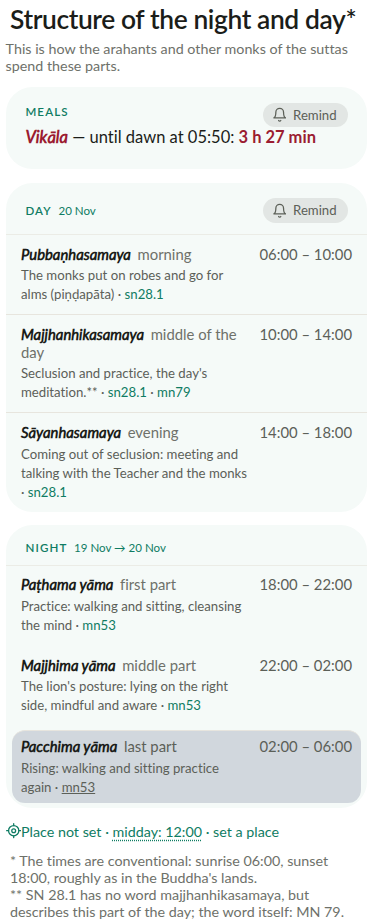 Structure of the night and day*
This is how the arahants and other monks of the suttas
spend these parts.
MEALS
Remind
Vikāla — until dawn at 05:50: 3 h 27 min
DAY 20 Nov
Remind
Pubbaṇhasamaya morning 06:00 – 10:00
The monks put on robes and go for
alms (piṇḍapāta) · sn28.1
Majjhanhikasamaya middle of the 10:00 – 14:00
day
Seclusion and practice, the day's
meditation.** · sn28.1 · mn79
Sāyanhasamaya evening 14:00 – 18:00
Coming out of seclusion: meeting and
talking with the Teacher and the monks
· sn28.1
NIGHT 19 Nov → 20 Nov
Paṭhama yāma first part 18:00 – 22:00
Practice: walking and sitting, cleansing
the mind · mn53
Majjhima yāma middle part 22:00 – 02:00
The lion's posture: lying on the right
side, mindful and aware · mn53
Pacchima yāma last part 02:00 – 06:00
Rising: walking and sitting practice
again · mn53
Place not set · midday: 12:00 · set a place
* The times are conventional: sunrise 06:00, sunset
18:00, roughly as in the Buddha's lands.
** SN 28.1 has no word majjhanhikasamaya, but
describes this part of the day; the word itself: MN 79.